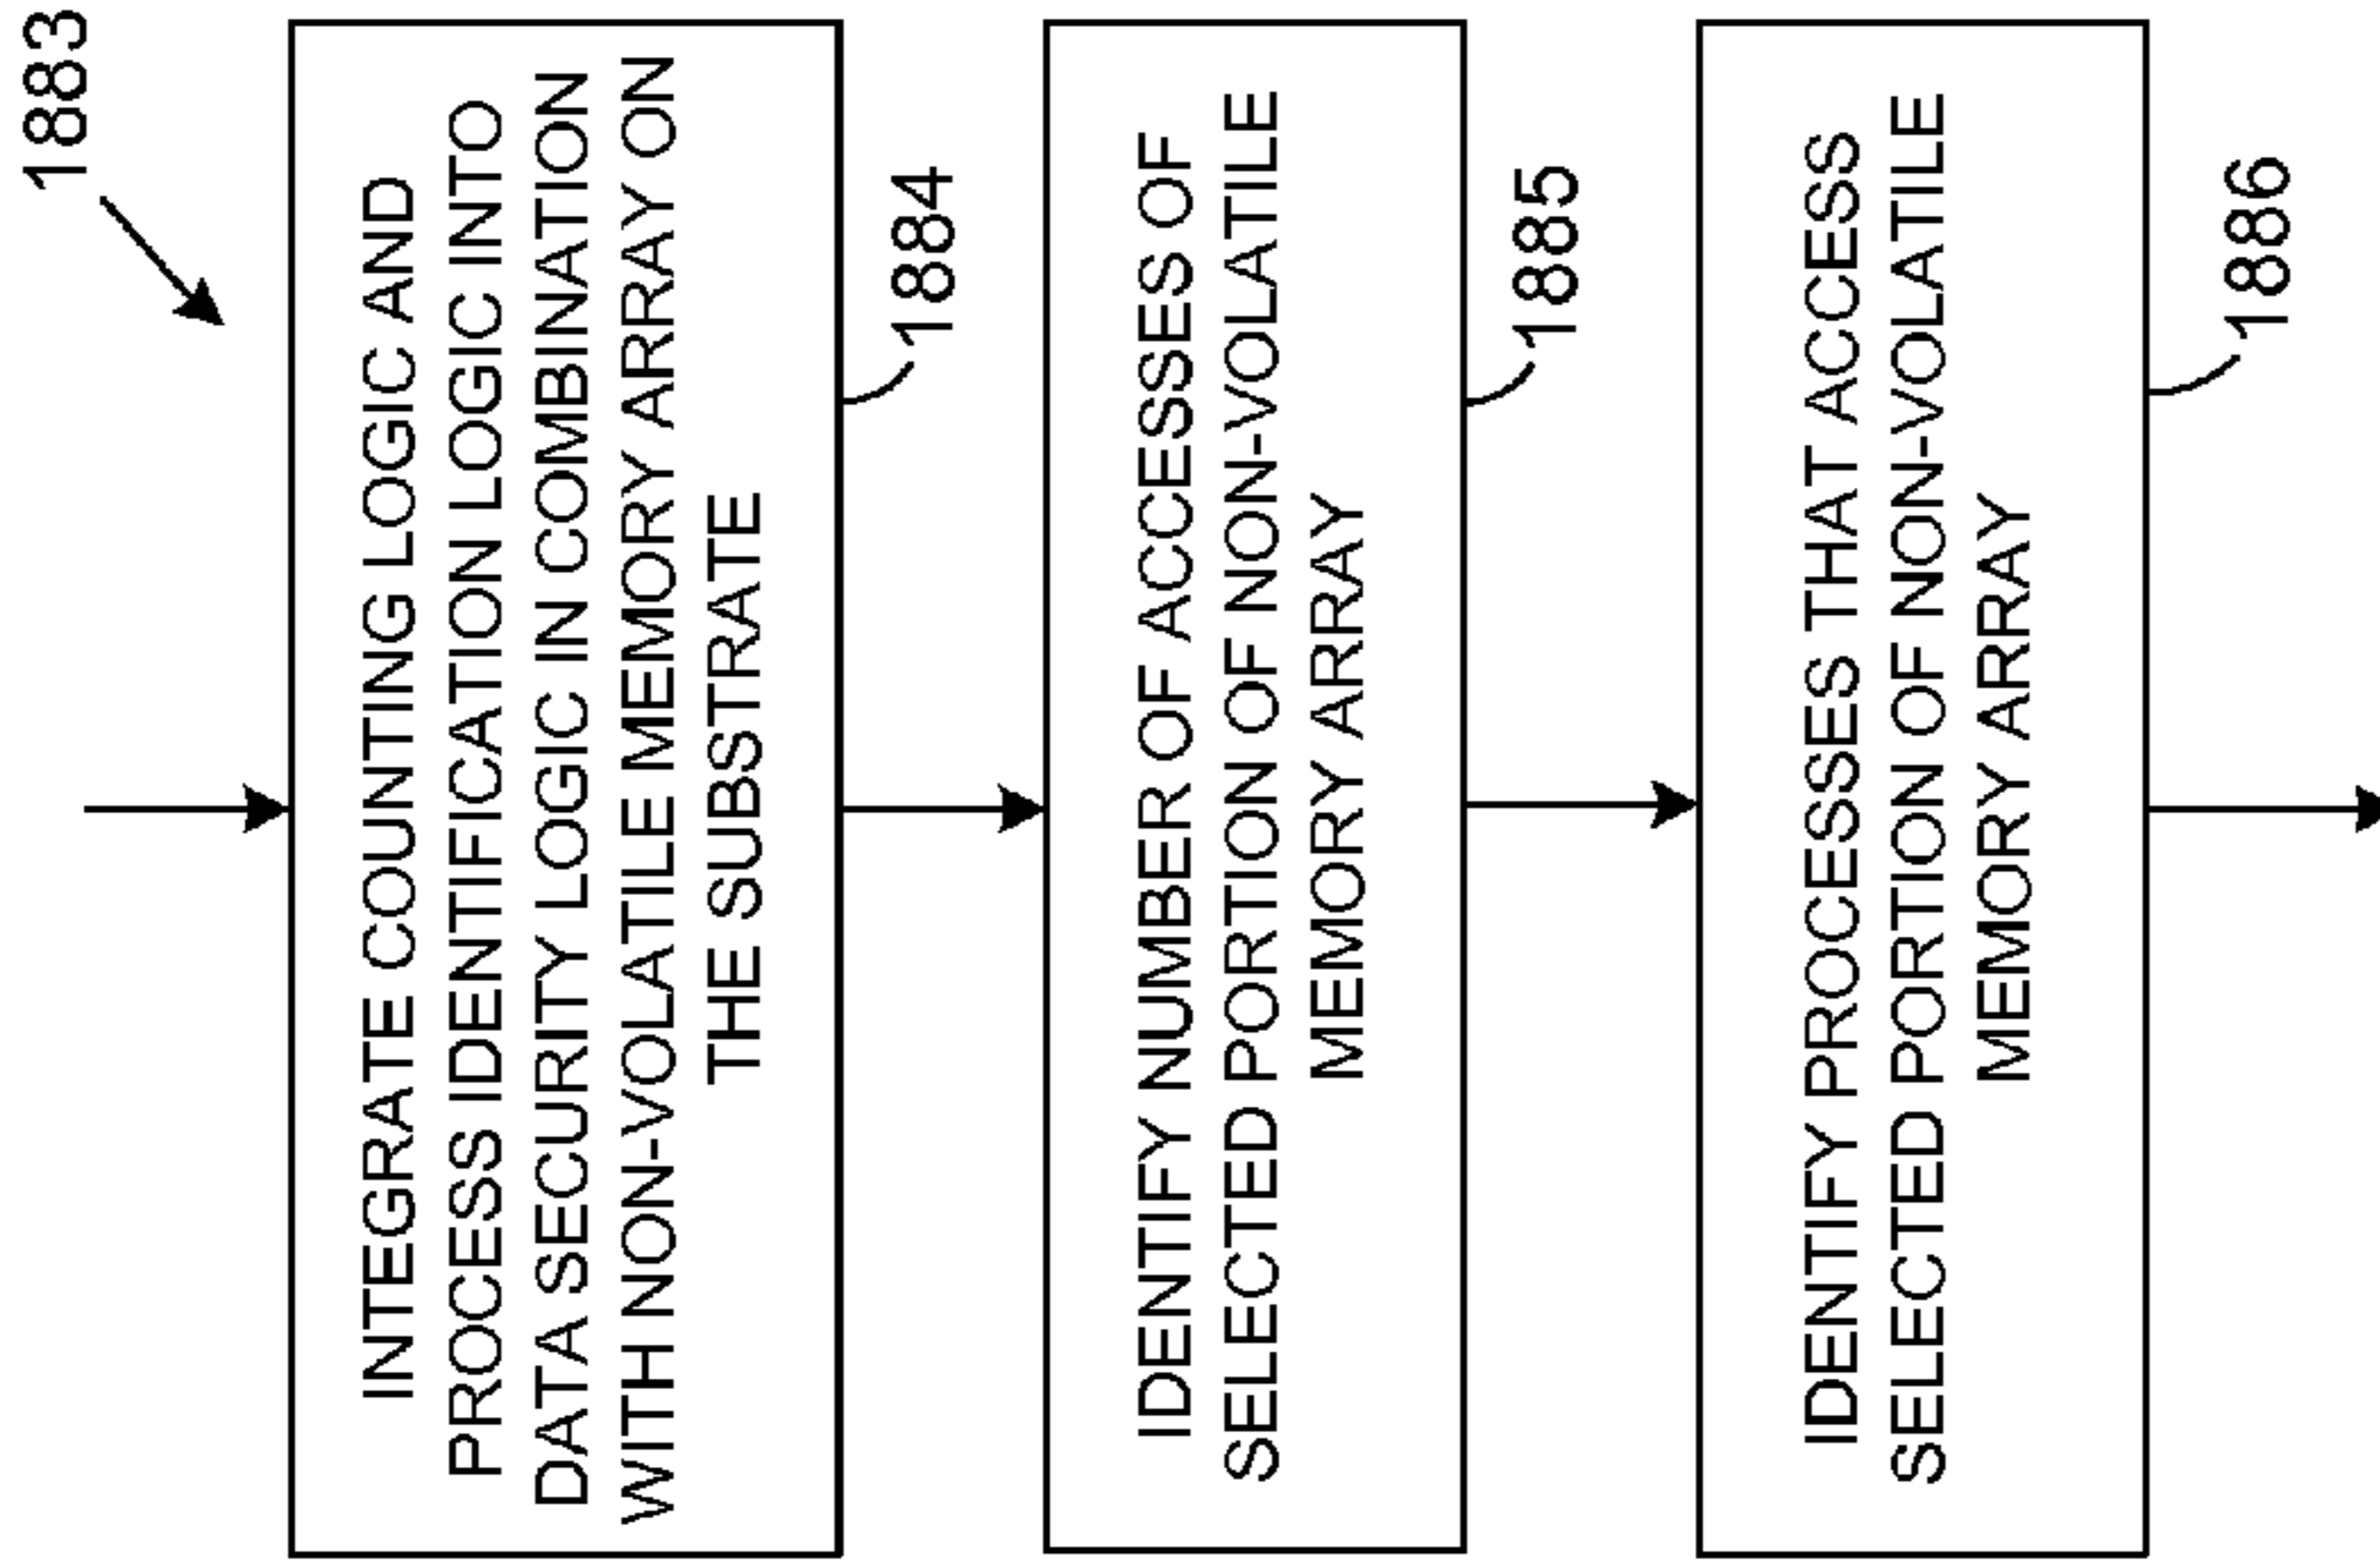 1883
INTEGRATE COUNTING LOGIC AND
PROCESS IDENTIFICATION LOGIC INTO
DATA SECURITY LOGIC IN COMBINATION
WITH NON-VOLATILE MEMORY ARRAY ON
THE SUBSTRATE
1884
IDENTIFY NUMBER OF ACCESSES OF
SELECTED PORTION OF NON-VOLATILE
MEMORY ARRAY
1885
IDENTIFY PROCESSES THAT ACCESS
SELECTED PORTION OF NON-VOLATILE
MEMORY ARRAY
1886